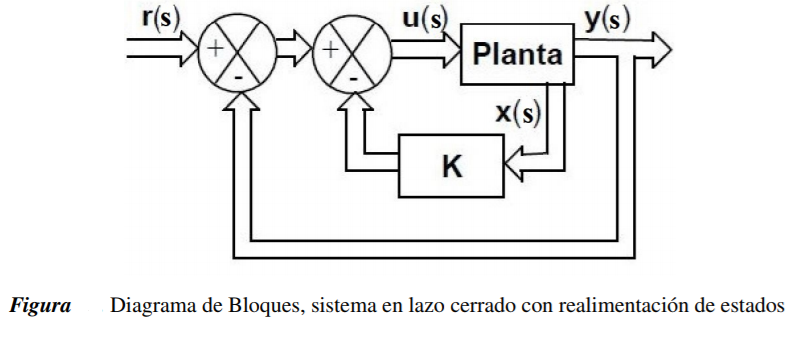 r(s) u(s) y(s)
+ + Planta
- -
x(s)
K
Figura Diagrama de Bloques, sistema en lazo cerrado con realimentación de estados